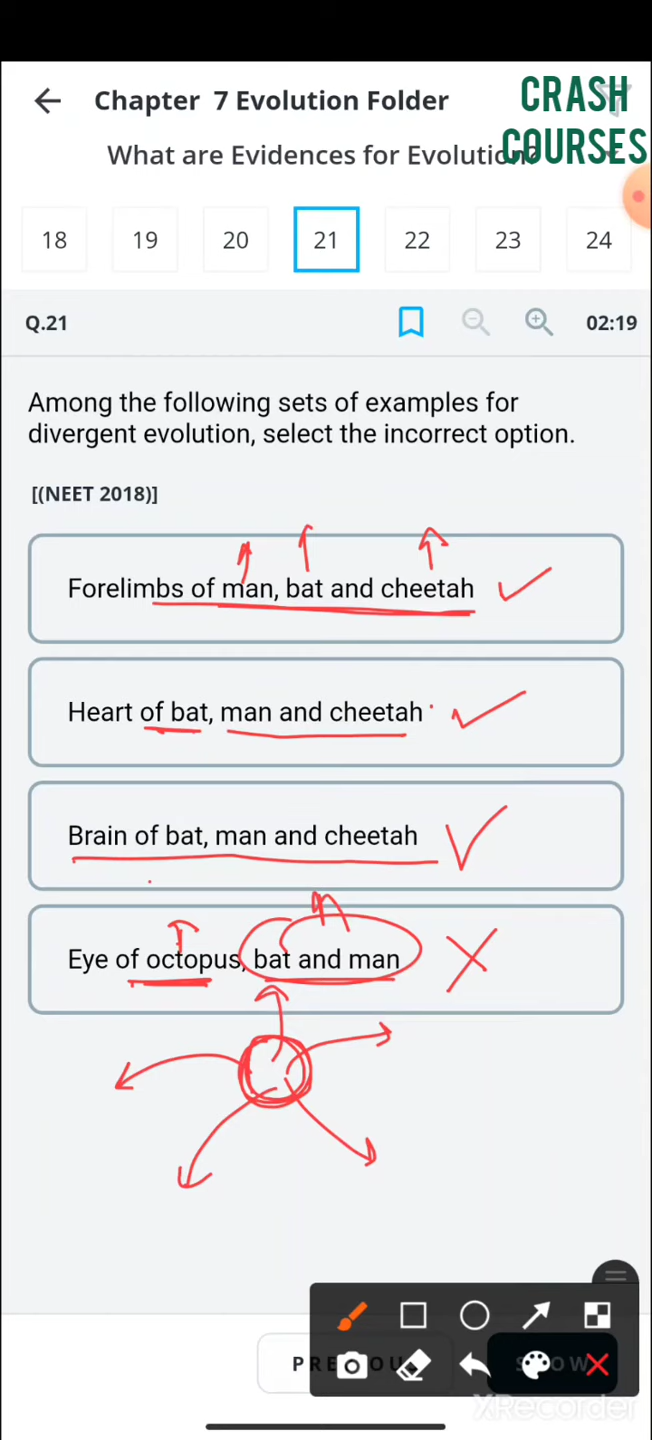 CRASH
Chapter 7 Evolution Folder
COURSES
What are Evidences for Evolution?
18 19 20 21 22 23 24
Q.21 02:19
Among the following sets of examples for
divergent evolution, select the incorrect option.
[(NEET 2018)]
Forelimbs of man, bat and cheetah
Heart of bat, man and cheetah
Brain of bat, man and cheetah
Eye of octopus, bat and man
XRecorder